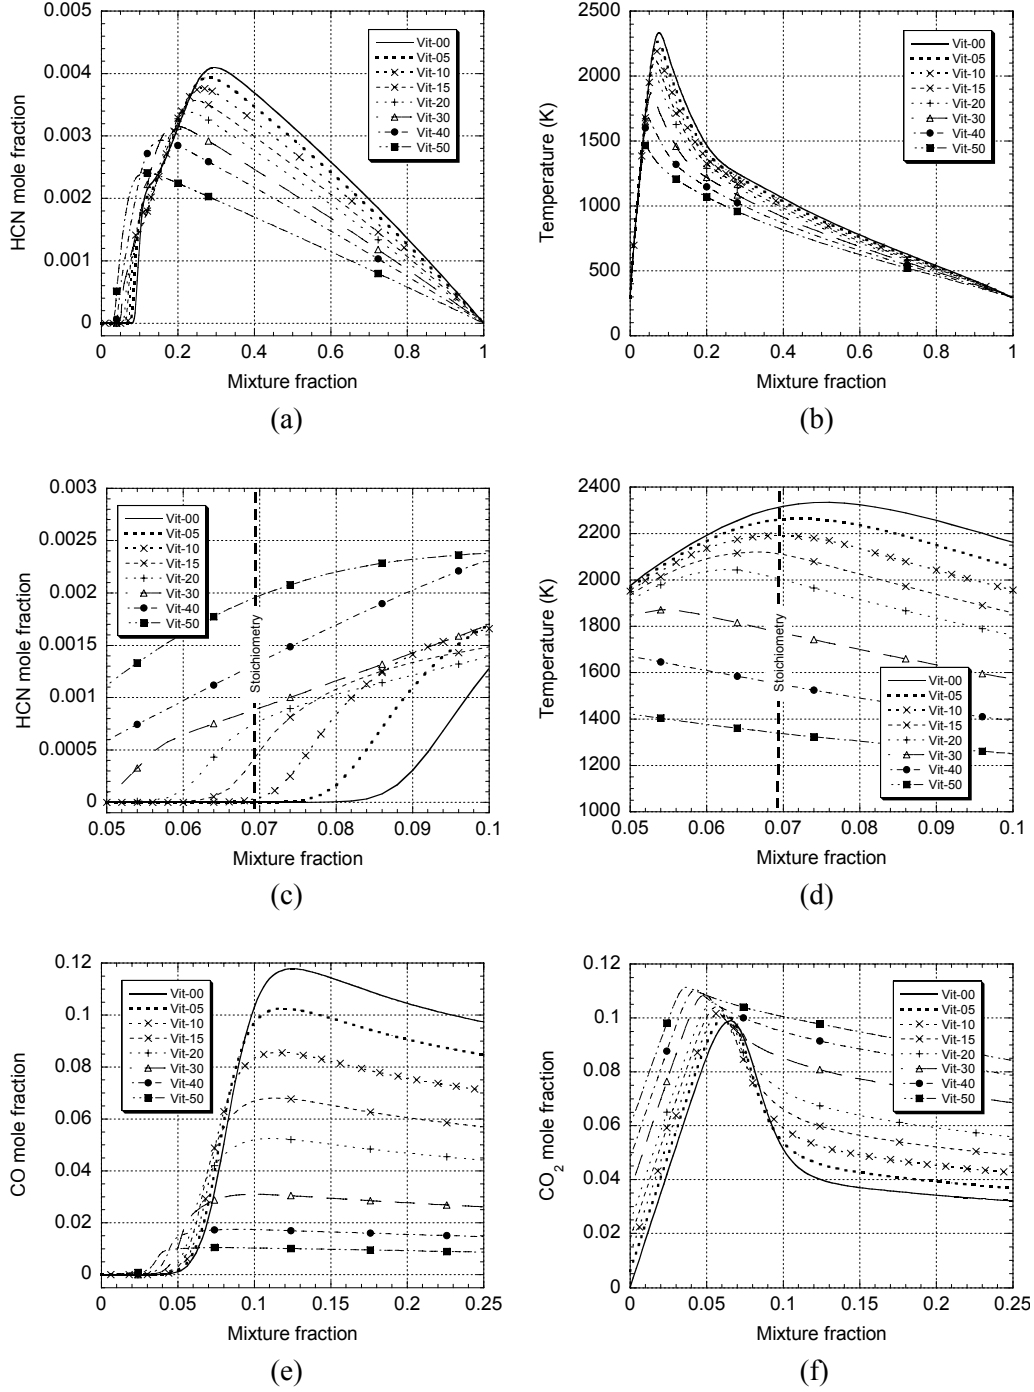 HCN mole fraction
0.005
0.004
0.003
0.002
0.001
0
0 0.2 0.4 0.6 0.8 1
Mixture fraction
Vit-00
Vit-05
Vit-10
Vit-15
Vit-20
Vit-30
Vit-40
Vit-50
(a)
Temperature (K)
2500
2000
1500
1000
500
0
0 0.2 0.4 0.6 0.8 1
Mixture fraction
Vit-00
Vit-05
Vit-10
Vit-15
Vit-20
Vit-30
Vit-40
Vit-50
(b)
HCN mole fraction
0.003
0.0025
0.002
0.0015
0.001
0.0005
0
0.05 0.06 0.07 0.08 0.09 0.1
Mixture fraction
Vit-00
Vit-05
Vit-10
Vit-15
Vit-20
Vit-30
Vit-40
Vit-50
Stoichiometry
(c)
Temperature (K)
2400
2200
2000
1800
1600
1400
1200
1000
0.05 0.06 0.07 0.08 0.09 0.1
Mixture fraction
Stoichiometry
Vit-00
Vit-05
Vit-10
Vit-15
Vit-20
Vit-30
Vit-40
Vit-50
(d)
CO mole fraction
0.12
0.1
0.08
0.06
0.04
0.02
0
0 0.05 0.1 0.15 0.2 0.25
Mixture fraction
Vit-00
Vit-05
Vit-10
Vit-15
Vit-20
Vit-30
Vit-40
Vit-50
(e)
CO2 mole fraction
0.12
0.1
0.08
0.06
0.04
0.02
0
0 0.05 0.1 0.15 0.2 0.25
Mixture fraction
Vit-00
Vit-05
Vit-10
Vit-15
Vit-20
Vit-30
Vit-40
Vit-50
(f)